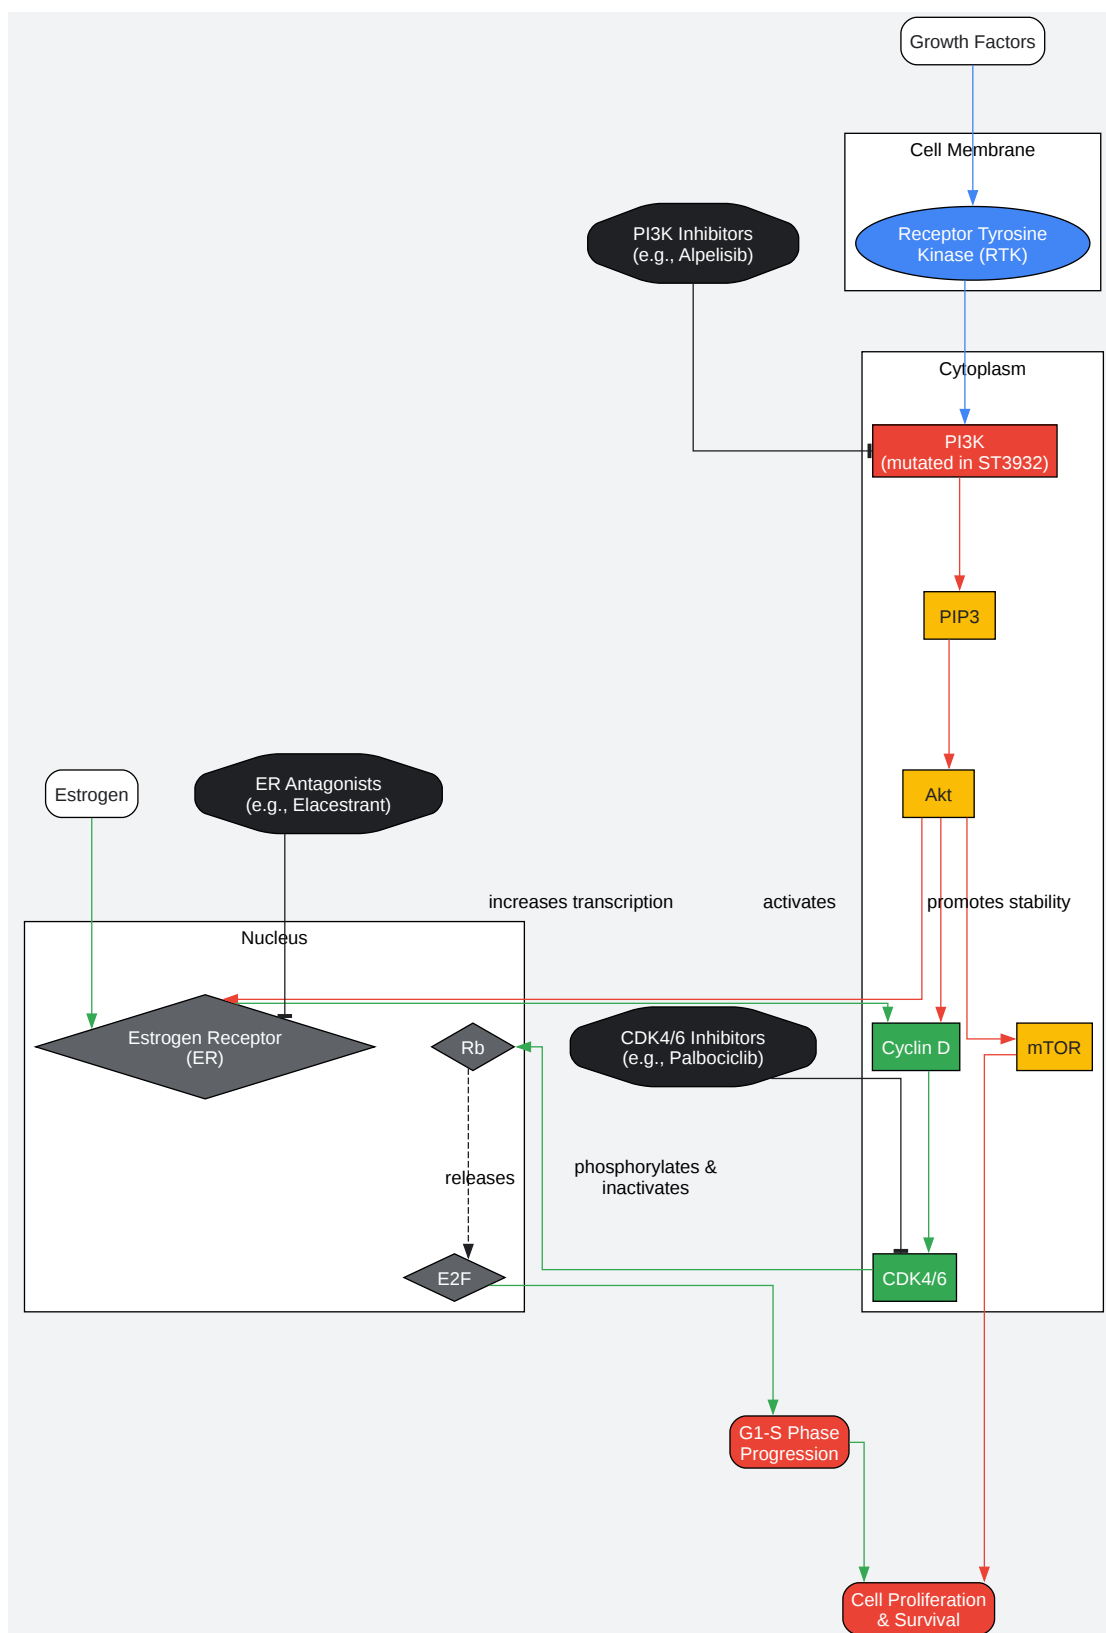 Growth Factors
Cell Membrane
Receptor Tyrosine
Kinase (RTK)
PI3K Inhibitors
(e.g., Alpelisib)
Cytoplasm
PI3K
(mutated in ST3932)
PIP3
Estrogen
ER Antagonists
(e.g., Elacestrant)
Akt
increases transcription
activates
promotes stability
Nucleus
Estrogen Receptor
(ER)
Rb
CDK4/6 Inhibitors
(e.g., Palbociclib)
Cyclin D
mTOR
releases
phosphorylates &
inactivates
E2F
CDK4/6
G1-S Phase
Progression
Cell Proliferation
& Survival